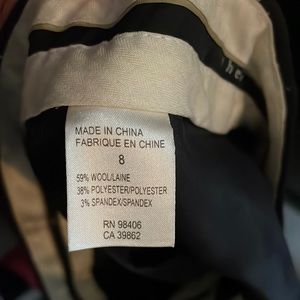 MADE IN CHINA
FABRIQUE EN CHINE
8
59% WOOL/LAINE
38% POLYESTER/POLYESTER
3% SPANDEX/SPANDEX
RN 98406
CA 39862